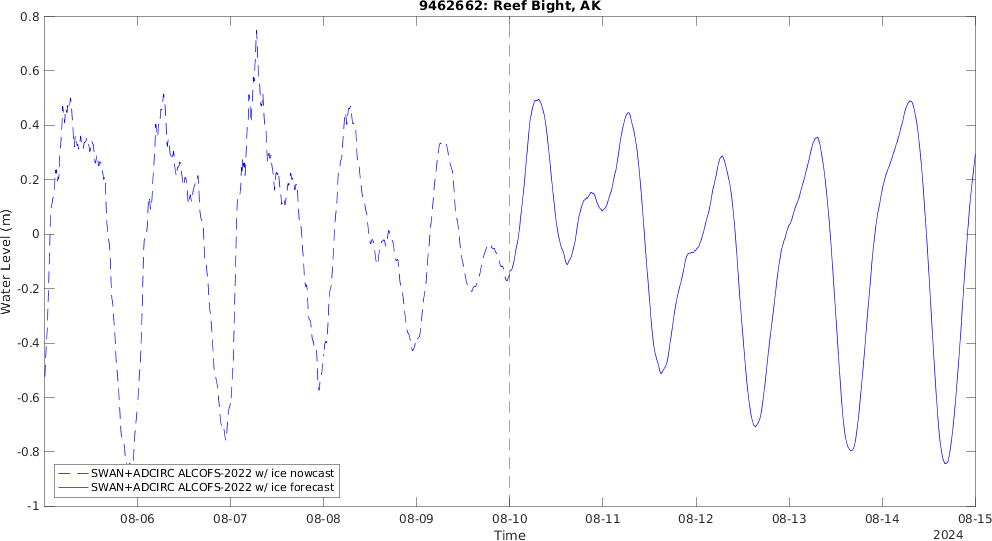 9462662: Reef Bight, AK
0.8
0.6
0.4
0.2
0
-0.2
-0.4
-0.6
-0.8
-1
Water Level (m)
SWAN+ADCIRC ALCOFS-2022 w/ ice nowcast
SWAN+ADCIRC ALCOFS-2022 w/ ice forecast
08-06 08-07 08-08 08-09 08-10 08-11 08-12 08-13 08-14 08-15
Time
2024